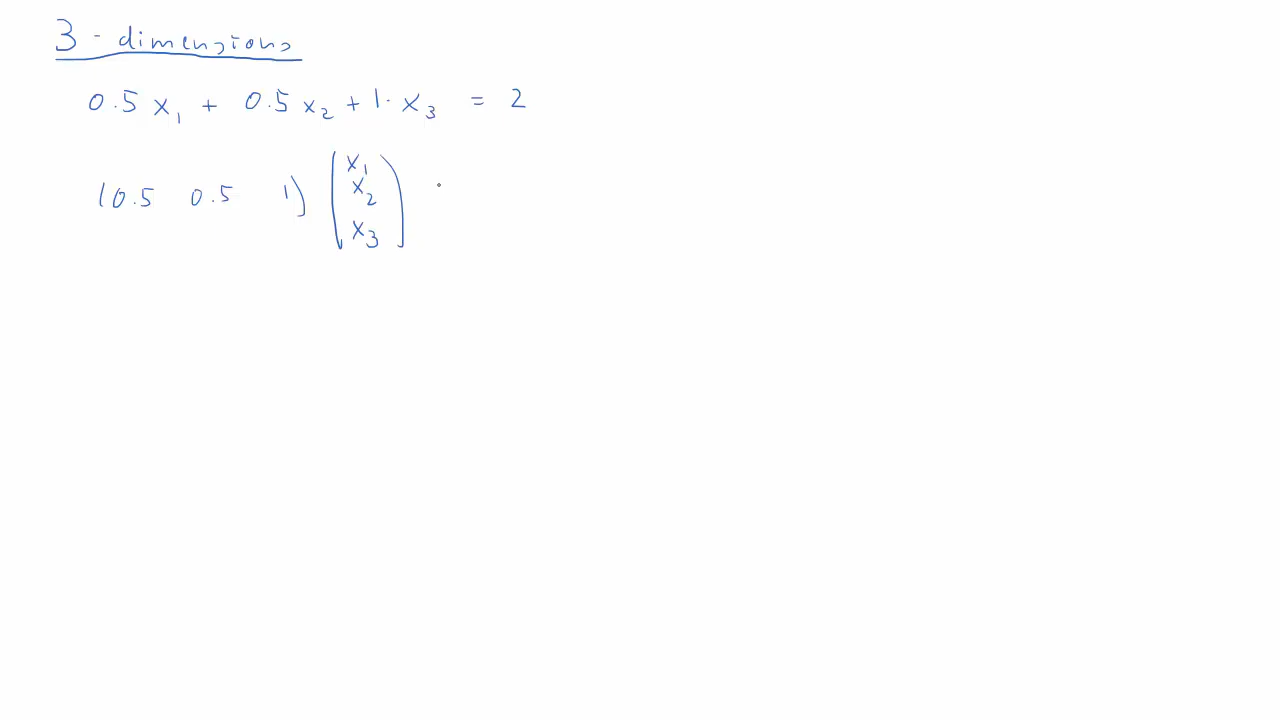 3 - dimensions
0.5 x₁ + 0.5 x₂ + 1 · x₃ = 2
(0.5 0.5 1) (x₁
x₂
x₃)